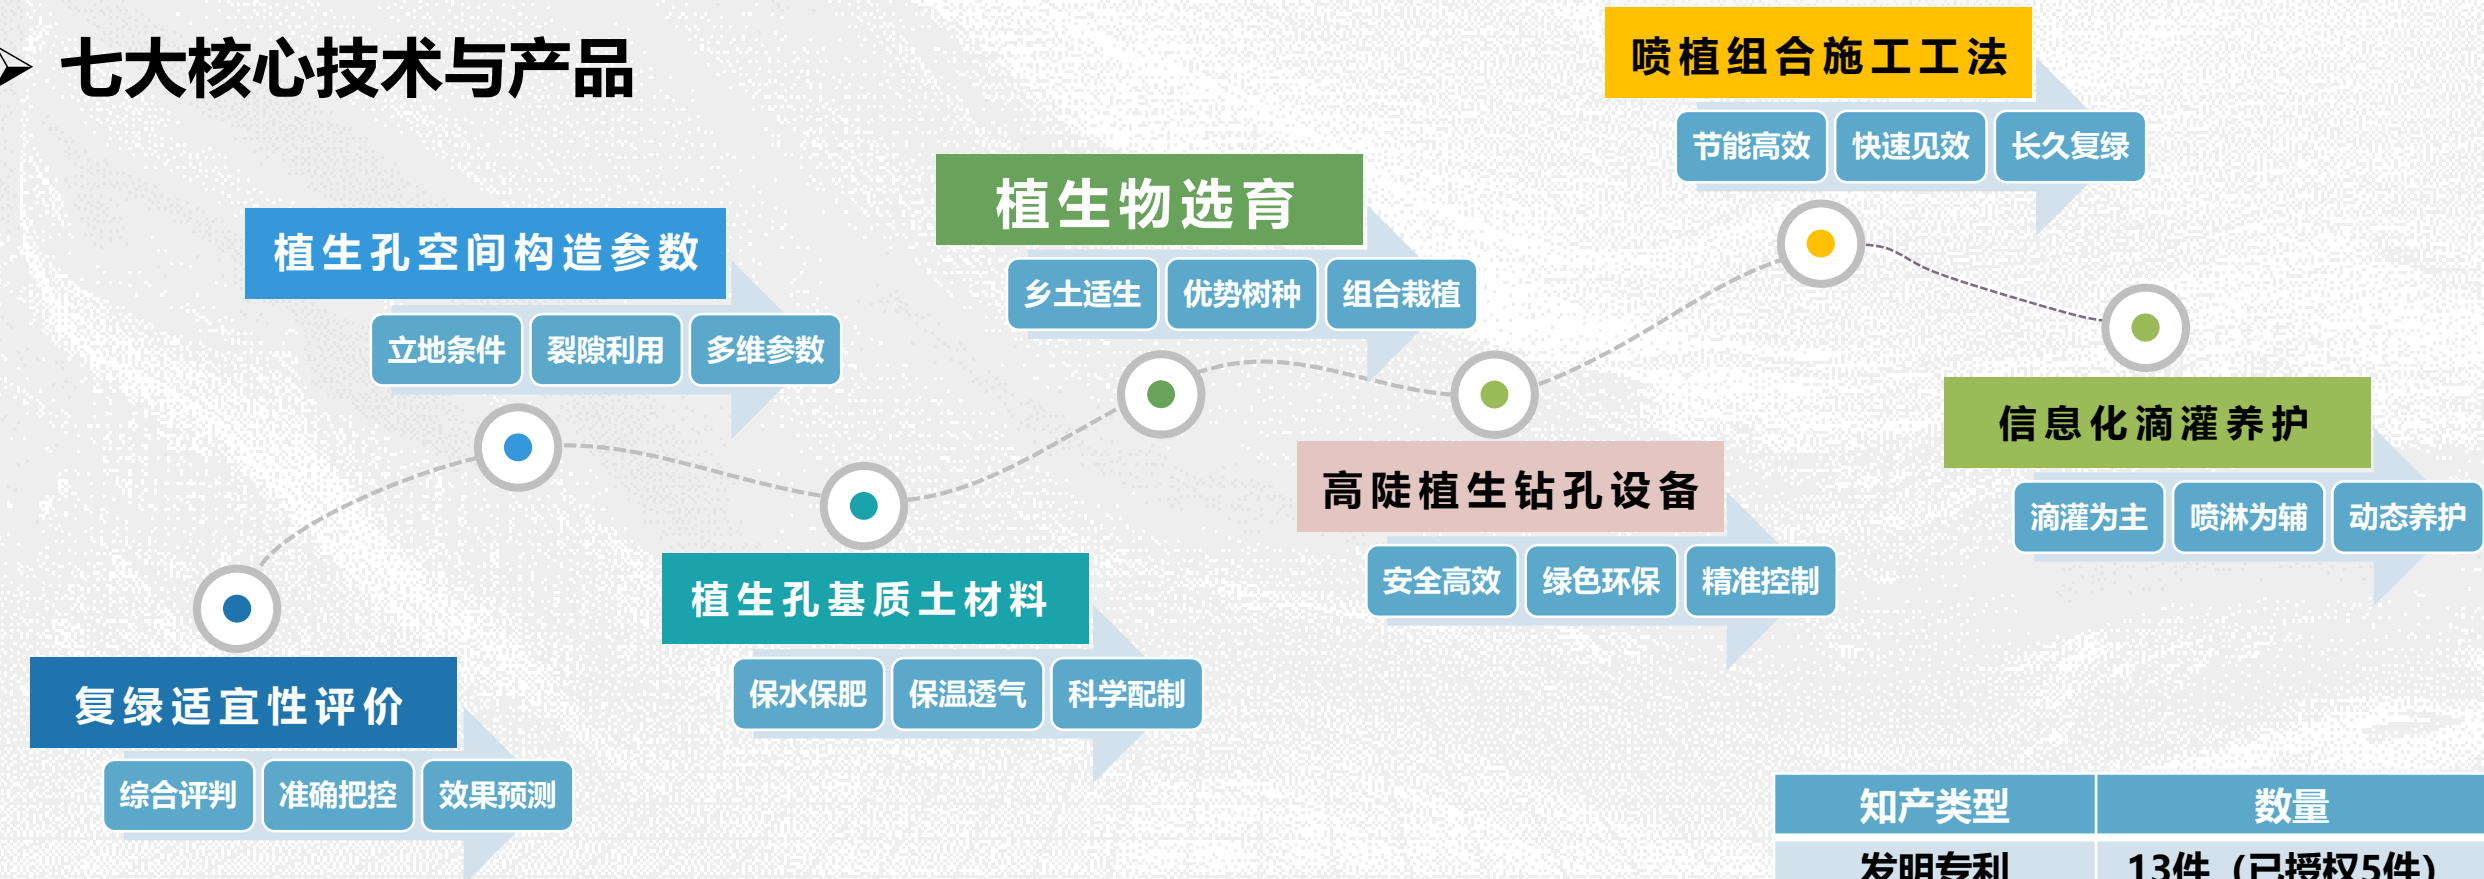 七大核心技术与产品
复绿适宜性评价
综合评判 准确把控 效果预测
植生孔空间构造参数
立地条件 裂隙利用 多维参数
植生孔基质土材料
保水保肥 保温透气 科学配制
植生物选育
乡土适生 优势树种 组合栽植
高陡植生钻孔设备
安全高效 绿色环保 精准控制
喷植组合施工工法
节能高效 快速见效 长久复绿
信息化滴灌养护
滴灌为主 喷淋为辅 动态养护
知产类型 数量
发明专利 13件（已授权5件）